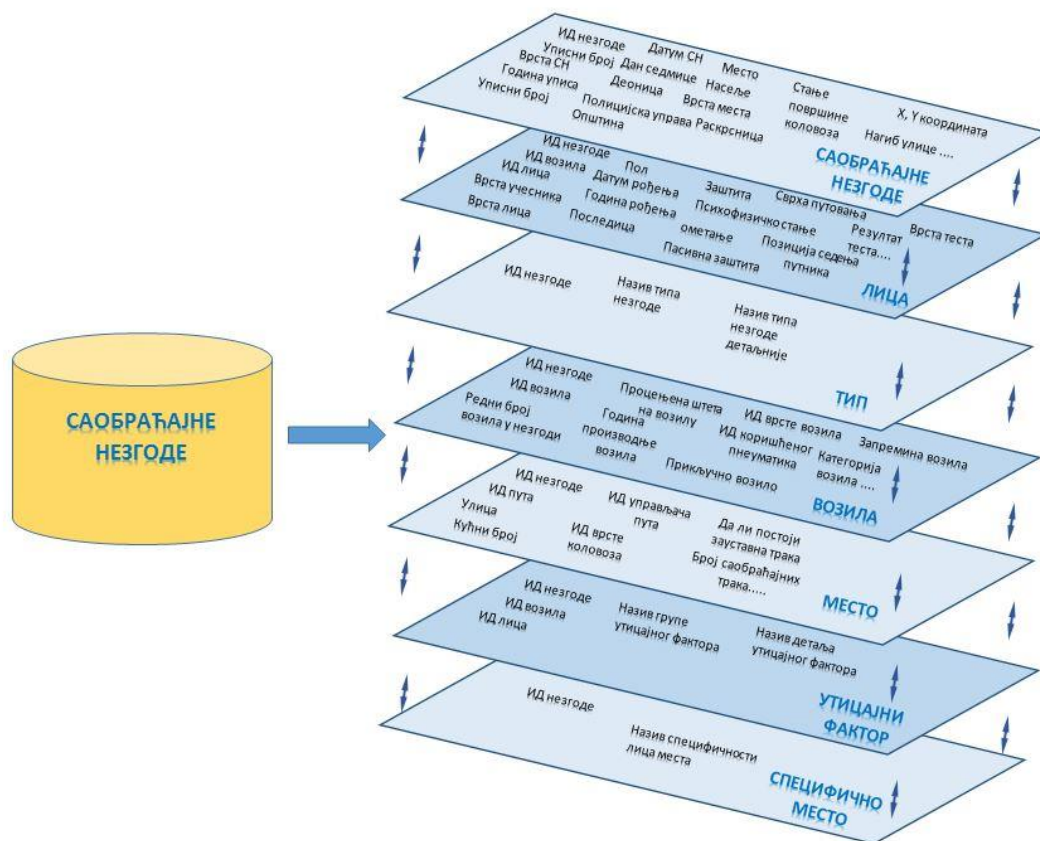 САОБРАЋАЈНЕ
НЕЗГОДЕ
ИД незгоде
Уписни број
Врста СН
Година уписа
Уписни број
Датум СН
Дан седмице
Деоница
Полицијска управа
Општина
Место
Насеље
Врста места
Раскрсница
Стање
површине
коловоза
X, Y координата
Нагиб улице ....
САОБРАЋАЈНЕ
НЕЗГОДЕ
ИД незгоде
ИД возила
ИД лица
Врста учесника
Врста лица
Пол
Датум рођења
Година рођења
Последица
Заштита
Психофизичко стање
ометање
Пасивна заштита
Сврха путовања
Позиција седења
путника
Резултат
теста....
Врста теста
ЛИЦА
ИД незгоде
Назив типа
незгоде
Назив типа
незгоде
детаљније
ТИП
ИД незгоде
ИД возила
Редни број
возила у незгоди
Процењена штета
на возилу
Година
производње
возила
ИД врсте возила
ИД коришћеног
пнеуматика
Прикључно возило
Запремина возила
Категорија
возила ....
ВОЗИЛА
ИД незгоде
ИД пута
Улица
Кућни број
ИД управљача
пута
ИД врсте
коловоза
Да ли постоји
зауставна трака
Број саобраћајних
трака.....
МЕСТО
ИД незгоде
ИД возила
ИД лица
Назив групе
утицајног фактора
Назив детаља
утицајног фактора
УТИЦАЈНИ
ФАКТОР
ИД незгоде
Назив специфичности
лица места
СПЕЦИФИЧНО
МЕСТО